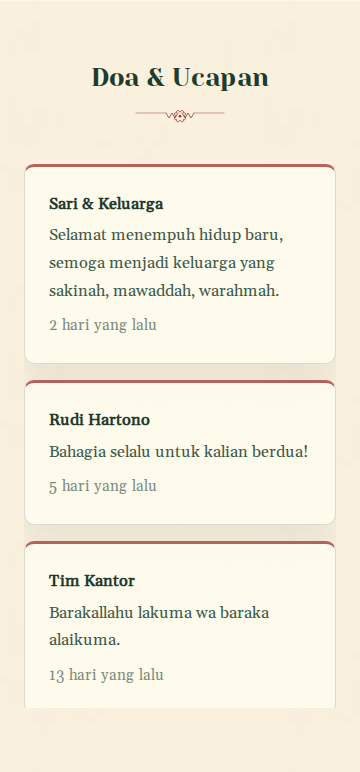 Doa & Ucapan
Sari & Keluarga
Selamat menempuh hidup baru,
semoga menjadi keluarga yang
sakinah, mawaddah, warahmah.
2 hari yang lalu
Rudi Hartono
Bahagia selalu untuk kalian berdua!
5 hari yang lalu
Tim Kantor
Barakallahu lakuma wa baraka
alaikuma.
13 hari yang lalu